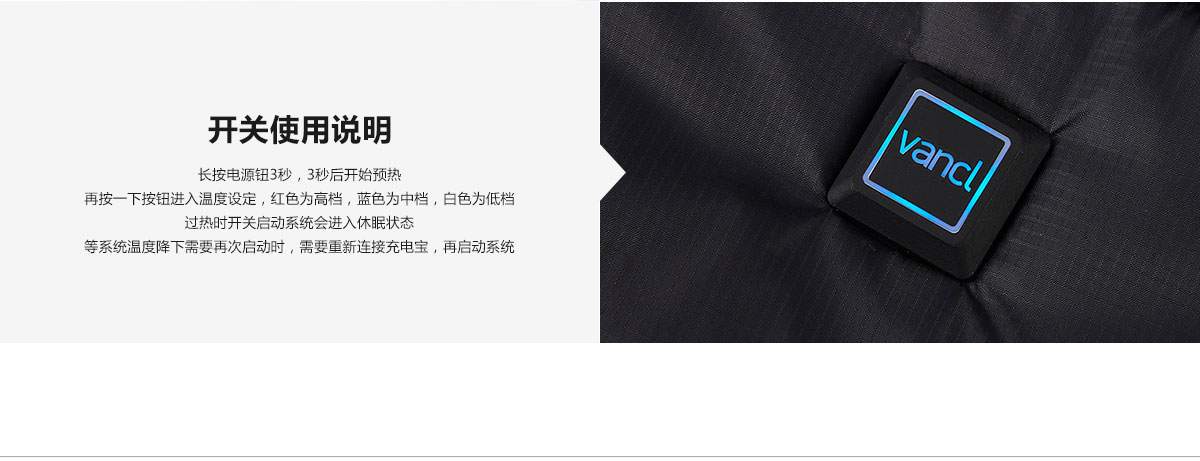 开关使用说明
长按电源钮3秒，3秒后开始预热
再按一下按钮进入温度设定，红色为高档，蓝色为中档，白色为低档
过热时开关启动系统会进入休眠状态
等系统温度降下需要再次启动时，需要重新连接充电宝，再启动系统
vancl